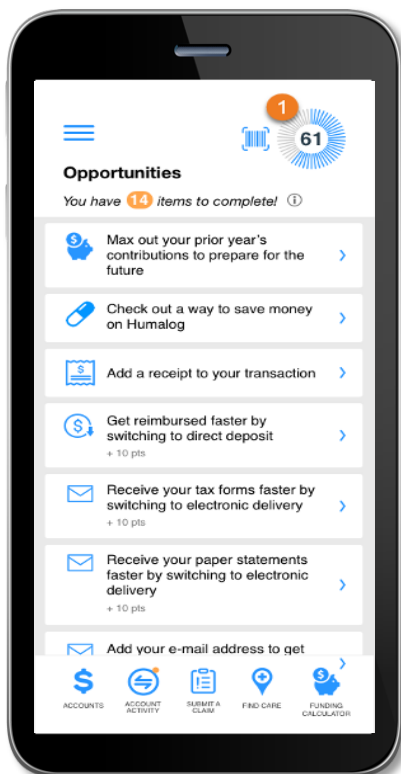 1
61
Opportunities
You have 14 items to complete!
Max out your prior year's
contributions to prepare for the
future
Check out a way to save money
on Humalog
Add a receipt to your transaction
Get reimbursed faster by
switching to direct deposit
+ 10 pts
Receive your tax forms faster by
switching to electronic delivery
+ 10 pts
Receive your paper statements
faster by switching to electronic
delivery
+ 10 pts
Add your e-mail address to get
ACCOUNTS
ACCOUNT
ACTIVITY
SUBMIT A
CLAIM
FIND CARE
FUNDING
CALCULATOR